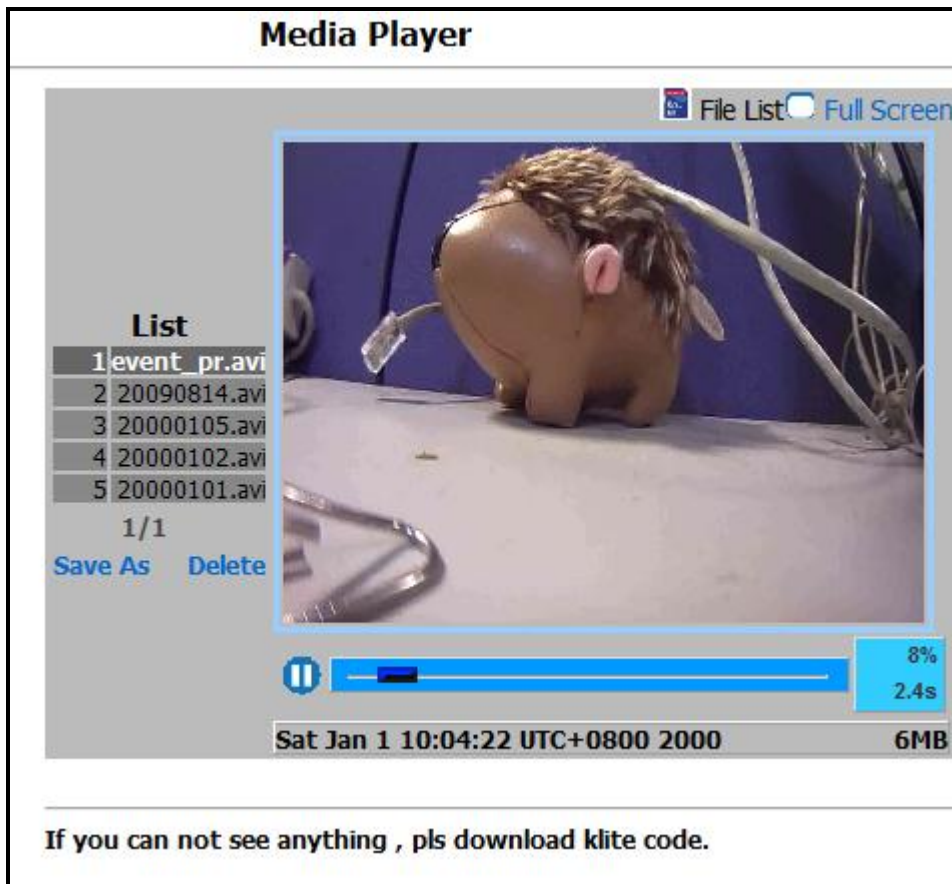 Media Player
File List Full Screen
List
1 event_pr.avi
2 20090814.avi
3 20000105.avi
4 20000102.avi
5 20000101.avi
1/1
Save As Delete
8%
2.4s
Sat Jan 1 10:04:22 UTC+0800 2000 6MB
If you can not see anything , pls download klite code.